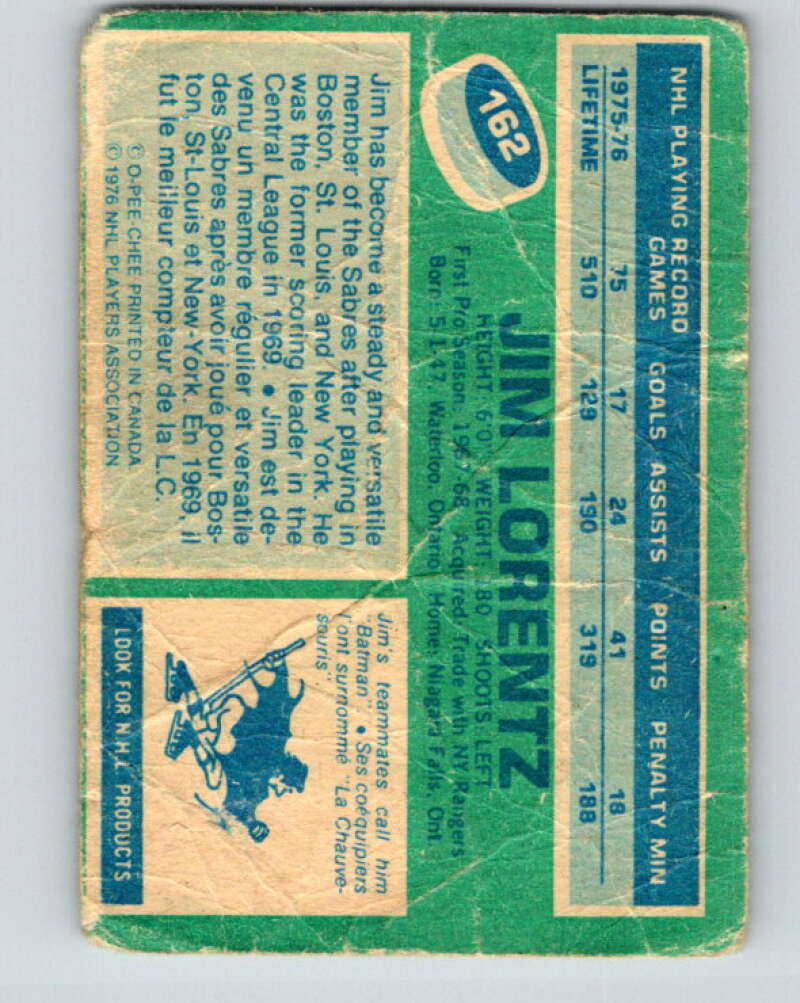 162
NHL PLAYING RECORD
GAMES GOALS ASSISTS POINTS PENALTY MIN
1975-76 75 17 24 41 18
LIFETIME 510 129 190 319 188
JIM LORENTZ
HEIGHT: 6'0" WEIGHT: 180 SHOOTS LEFT
First Pro Season: 1967-68 Acquired: Trade with NY Rangers
Born: 5-1-47, Waterloo, Ontario Home: Niagara Falls, Ont
Jim has become a steady and versatile
member of the Sabres after playing in
Boston, St. Louis, and New York. He
was the former scoring leader in the
Central League in 1969. • Jim est de-
venu un membre régulier et versatile
des Sabres après avoir joué pour Bos-
ton, St-Louis et New-York. En 1969, il
fut le meilleur compteur de la L.C.
© O-PEE-CHEE PRINTED IN CANADA
© 1976 NHL PLAYERS ASSOCIATION
Jim's teammates call him
"Batman" • Ses coéquipiers
l'ont surnommé "La Chauve-
souris".
LOOK FOR N.H.L. PRODUCTS